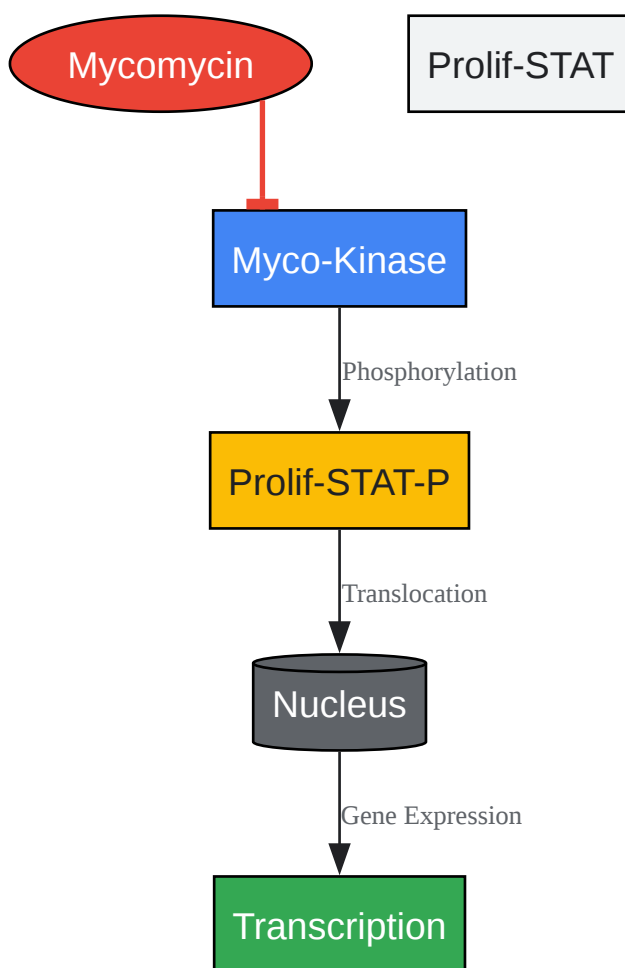 Mycomycin
Prolif-STAT
Myco-Kinase
Phosphorylation
Prolif-STAT-P
Translocation
Nucleus
Gene Expression
Transcription